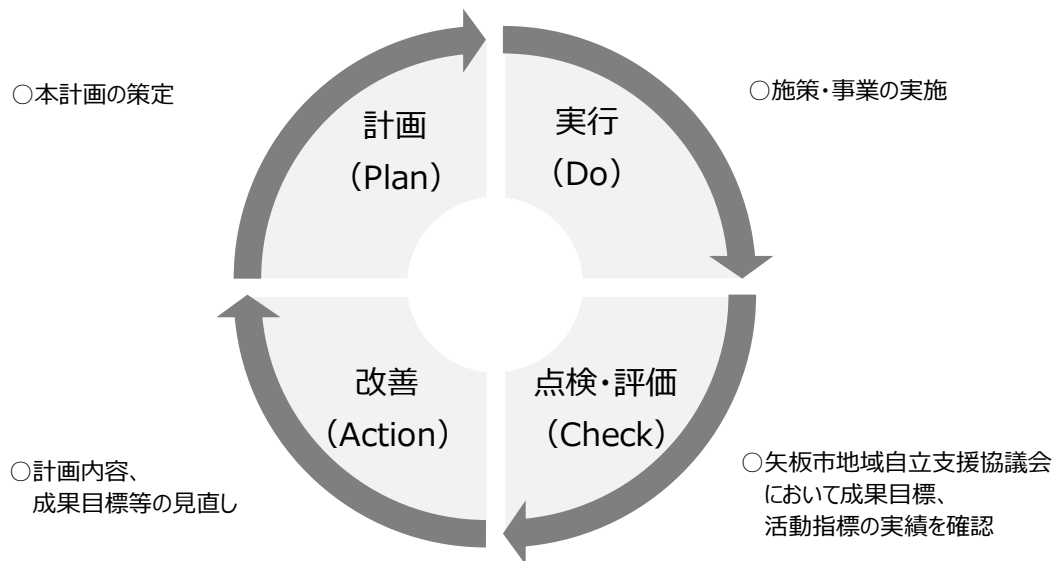 ○本計画の策定
計画
（Plan）
実行
（Do）
○施策・事業の実施
改善
（Action）
点検・評価
（Check）
○計画内容、
成果目標等の見直し
○矢板市地域自立支援協議会
において成果目標、
活動指標の実績を確認